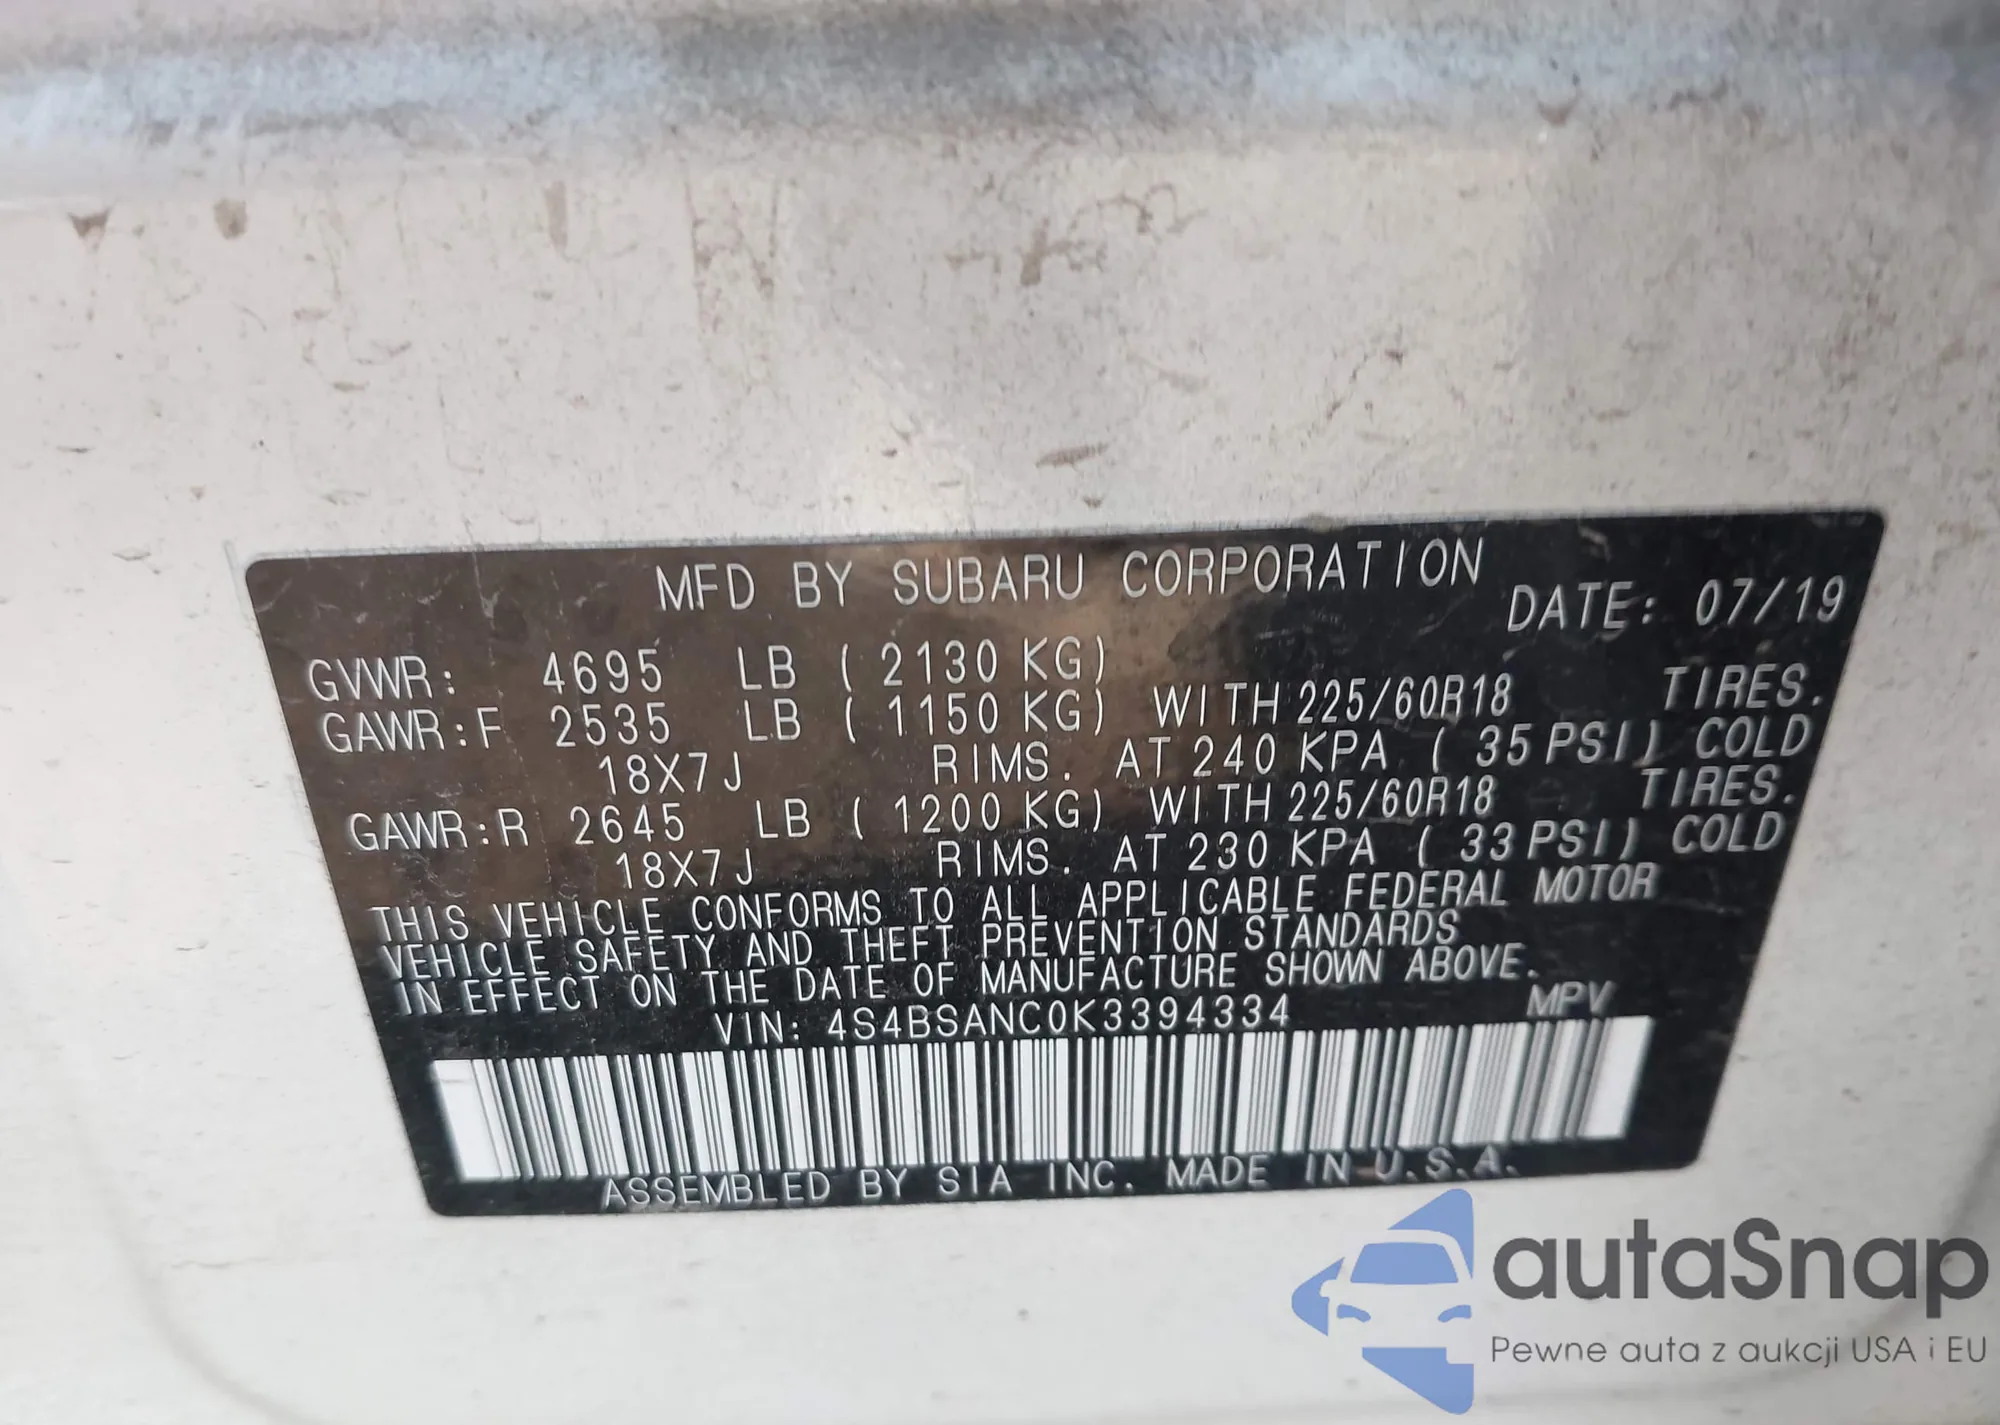 MFD BY SUBARU CORPORATION
DATE: 07/19
GVWR: 4695 LB ( 2130 KG)
GAWR:F 2535 LB ( 1150 KG) WITH 225/60R18 TIRES.
18X7J RIMS. AT 240 KPA ( 35 PSI) COLD
GAWR:R 2645 LB ( 1200 KG) WITH 225/60R18 TIRES.
18X7J RIMS. AT 230 KPA ( 33 PSI) COLD
THIS VEHICLE CONFORMS TO ALL APPLICABLE FEDERAL MOTOR
VEHICLE SAFETY AND THEFT PREVENTION STANDARDS
IN EFFECT ON THE DATE OF MANUFACTURE SHOWN ABOVE.
VIN: 4S4BSANC0K3394334 MPV
ASSEMBLED BY SIA INC. MADE IN U.S.A.
autaSnap
Pewne auta z aukcji USA i EU